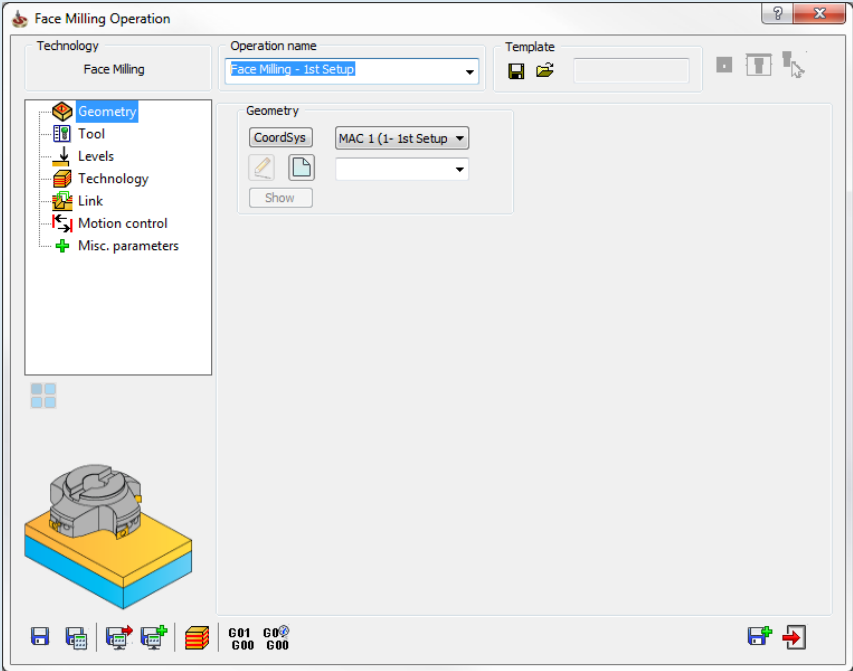 Face Milling Operation
?
Technology
Face Milling
Operation name
Face Milling - 1st Setup
Template
Geometry
Tool
Levels
Technology
Link
Motion control
Misc. parameters
Geometry
CoordSys
MAC 1 (1- 1st Setup
Show
G01
G00
G0
G00